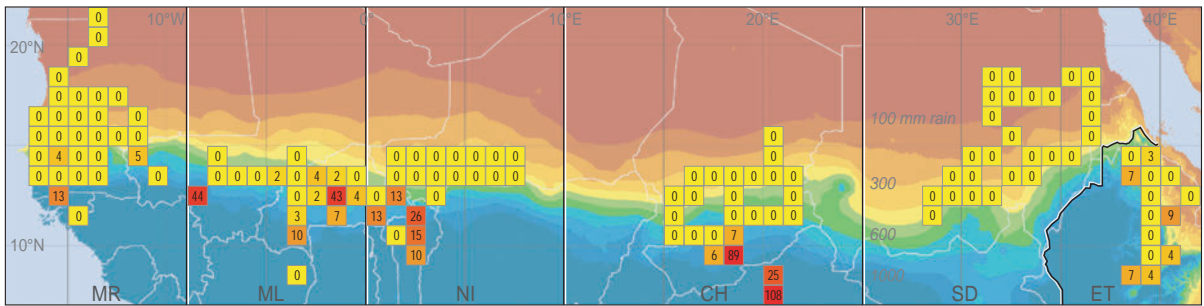 0 10°W 0° 10°E 20°E 30°E 40°E
0
20°N 0
0 0 0 0 0
0 0 0 0 0 0 0 0 0
0 0 0 0 0 100 mm rain 0 0
0 0 0 0 0 0 0 0 0 0
0 4 0 0 5 0 0 0 0 0 0 0 0 0 0 0 0 0 0 0 0 3
0 0 0 0 0 0 0 0 2 0 4 2 0 0 0 0 0 0 0 0 0 0 0 0 0 0 300 0 0 7 0 0
13 44 0 2 43 4 0 13 0 0 0 0 0 0 0 0 0 0 0
0 3 7 13 26 0 0 0 0 0 0 0 0 9
10°N 10 0 15 0 0 0 7 600 0
10 6 89 0 4
0 25 1000 7 4
MR ML NI CH 108 SD ET